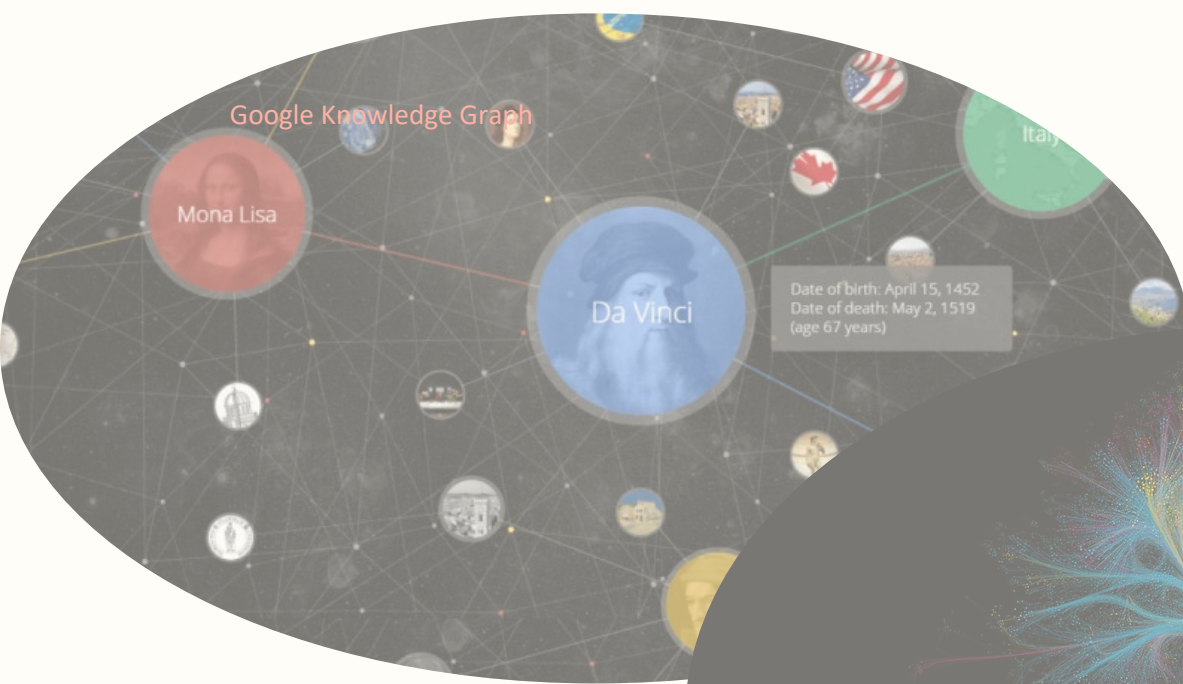 Google Knowledge Graph
Mona Lisa
Da Vinci
Date of birth: April 15, 1452
Date of death: May 2, 1519
(age 67 years)